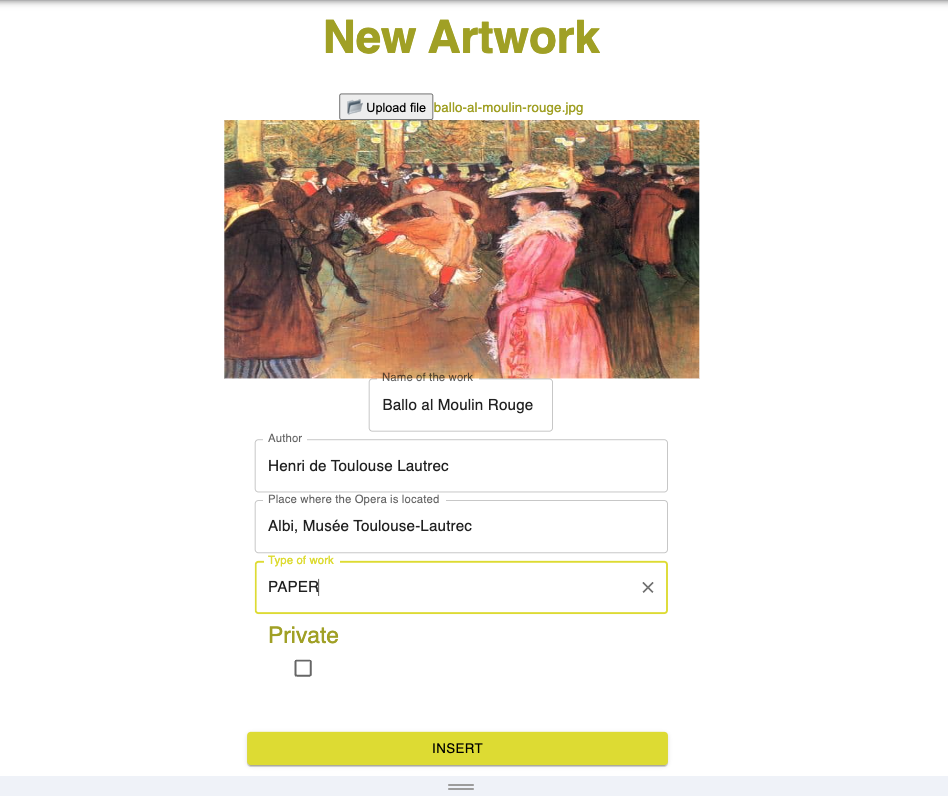 New Artwork
Upload file ballo-al-moulin-rouge.jpg
Name of the work
Ballo al Moulin Rouge
Author
Henri de Toulouse Lautrec
Place where the Opera is located
Albi, Musée Toulouse-Lautrec
Type of work
PAPER
Private
INSERT